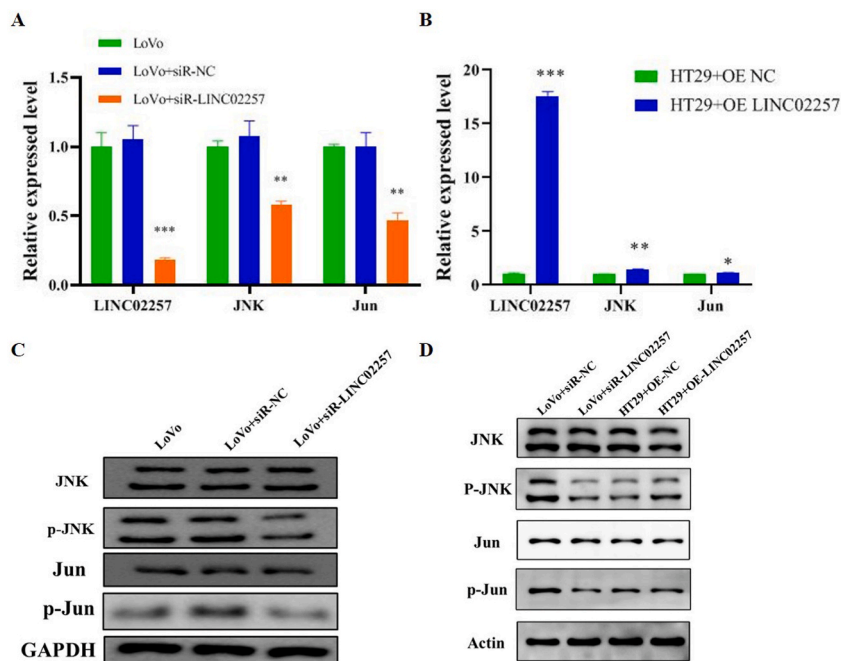 A
LoVo
LoVo+siR-NC
LoVo+siR-LINC02257
Relative expressed level
1.5
1.0
0.5
0.0
***
**
**
LINC02257 JNK Jun
B
HT29+OE NC
HT29+OE LINC02257
Relative expressed level
20
15
10
5
0
***
**
*
LINC02257 JNK Jun
C
LoVo LoVo+siR-NC LoVo+siR-LINC02257
JNK
p-JNK
Jun
p-Jun
GAPDH
D
LoVo+siR-NC LoVo+siR-LINC02257 HT29+OE-NC HT29+OE-LINC02257
JNK
P-JNK
Jun
p-Jun
Actin